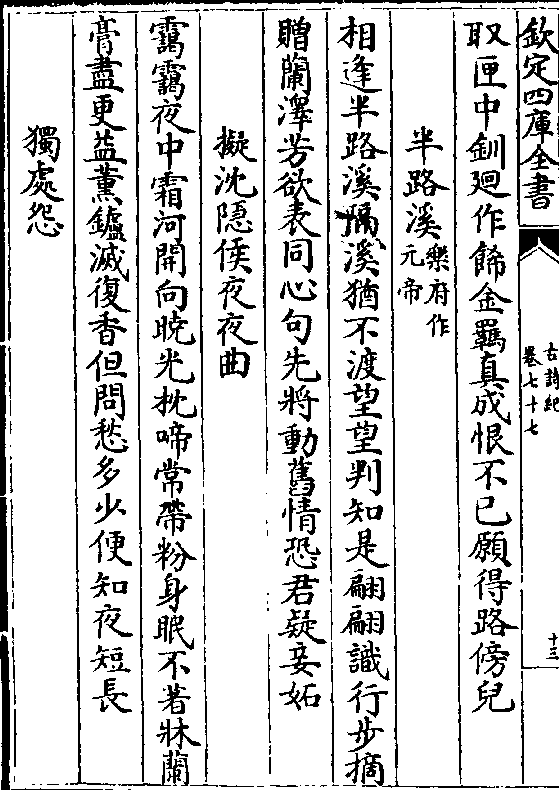 欽定四庫全書
古詩紀
卷七十七
十三
取匣中釧廻作餙金羈真成恨不已願得路傍兒
半路溪樂府作元帝
相逢半路溪隔溪猶不渡望望判知是翩翩識行步摘
贈蘭澤芳欲表同心句先將動舊情恐君疑妾妬
擬沈隠侯夜夜曲
靄靄夜中霜河開向曉光枕啼常帶粉身眠不著牀蘭
膏盡更益薰鑪滅復香但問愁多少便知夜短長
獨處怨